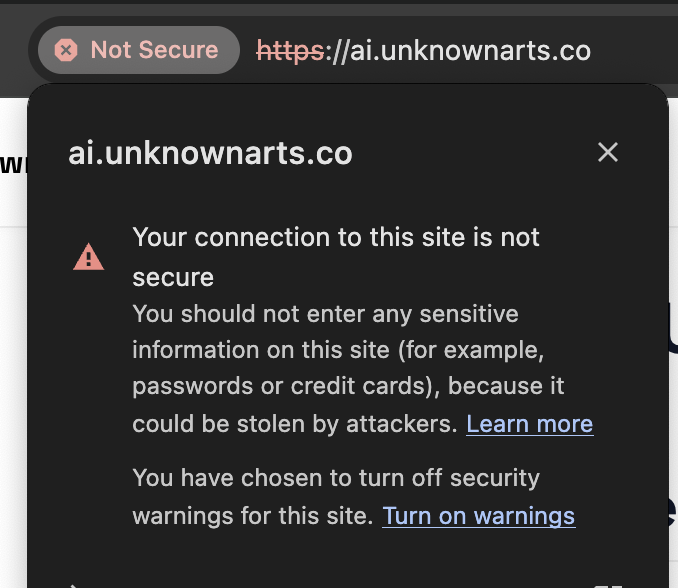 Not Secure https://ai.unknownarts.co
ai.unknownarts.co
Your connection to this site is not
secure
You should not enter any sensitive
information on this site (for example,
passwords or credit cards), because it
could be stolen by attackers. Learn more
You have chosen to turn off security
warnings for this site. Turn on warnings